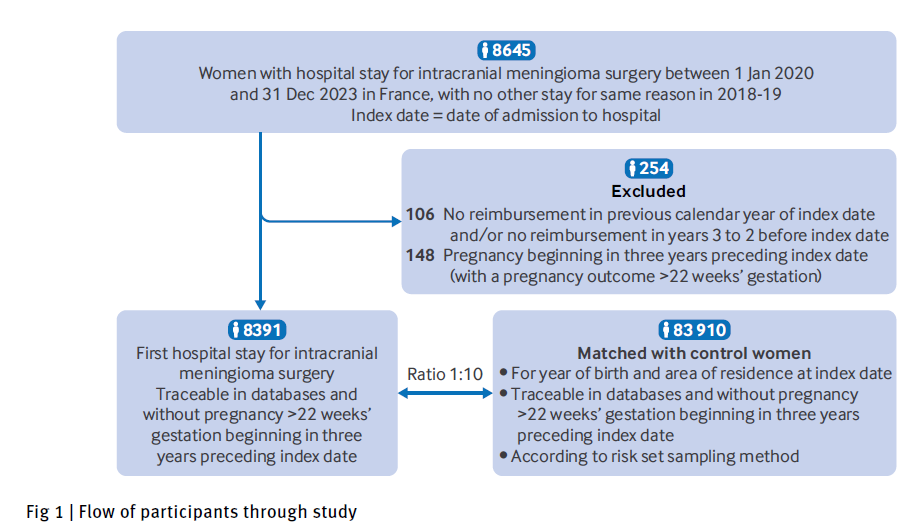 8645
Women with hospital stay for intracranial meningioma surgery between 1 Jan 2020
and 31 Dec 2023 in France, with no other stay for same reason in 2018-19
Index date = date of admission to hospital
254
Excluded
106 No reimbursement in previous calendar year of index date
and/or no reimbursement in years 3 to 2 before index date
148 Pregnancy beginning in three years preceding index date
(with a pregnancy outcome >22 weeks’ gestation)
8391
First hospital stay for intracranial
meningioma surgery
Traceable in databases and
without pregnancy >22 weeks’
gestation beginning in three
years preceding index date
Ratio 1:10
83 910
Matched with control women
• For year of birth and area of residence at index date
• Traceable in databases and without pregnancy
>22 weeks’ gestation beginning in three years
preceding index date
• According to risk set sampling method
Fig 1 | Flow of participants through study